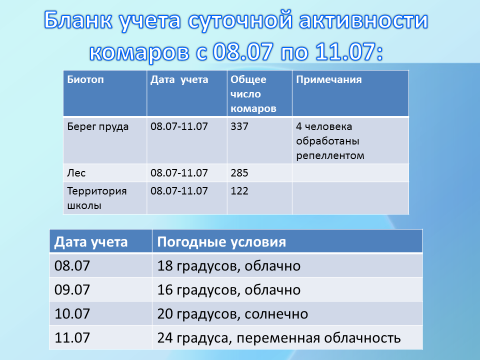 Бланк учета суточной активности
комаров с 08.07 по 11.07:
Биотоп Дата учета Общее число комаров Примечания
Берег пруда 08.07-11.07 337 4 человека обработаны репеллентом
Лес 08.07-11.07 285
Территория школы 08.07-11.07 122
Дата учета Погодные условия
08.07 18 градусов, облачно
09.07 16 градусов, облачно
10.07 20 градусов, солнечно
11.07 24 градуса, переменная облачность